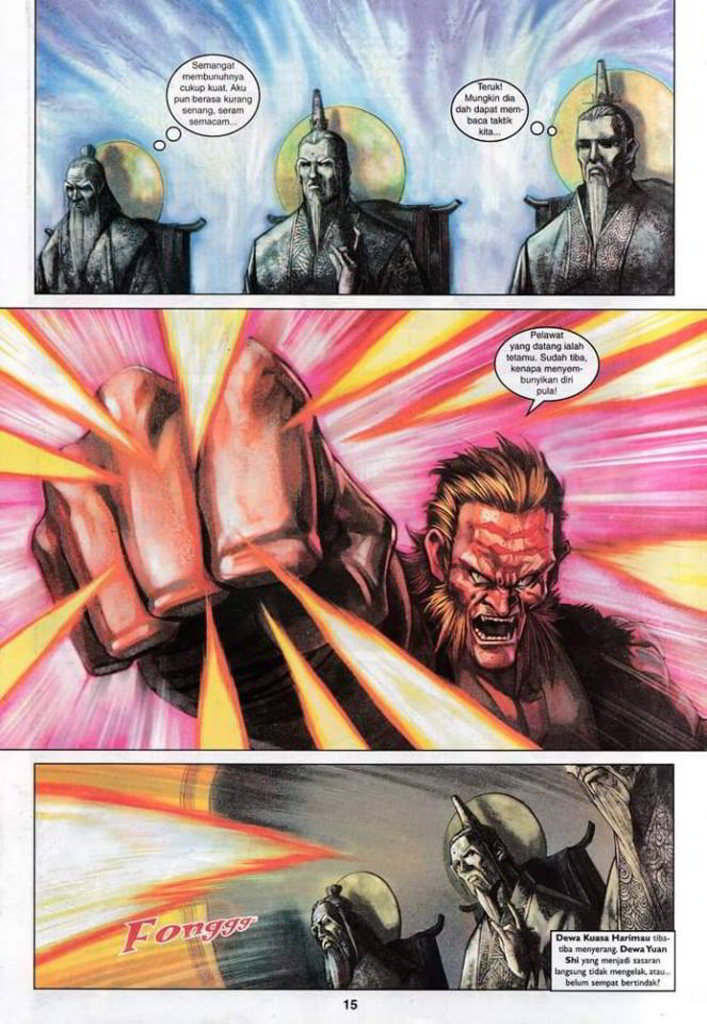 Semangat
membunuhnya
cukup kuat. Aku
pun berasa kurang
senang, seram
semacam...
Teruk!
Mungkin dia
dah dapat mem-
baca taktik
kita...
Pelawat
yang datang ialah
tetamu. Sudah tiba,
kenapa menyem-
bunyikan diri
pula!
Fonggg
Dewa Kuasa Harimau tiba-
tiba menyerang. Dewa Yuan
Shi yang menjadi sasaran
langsung tidak mengelak, atau...
belum sempat bertindak?
15